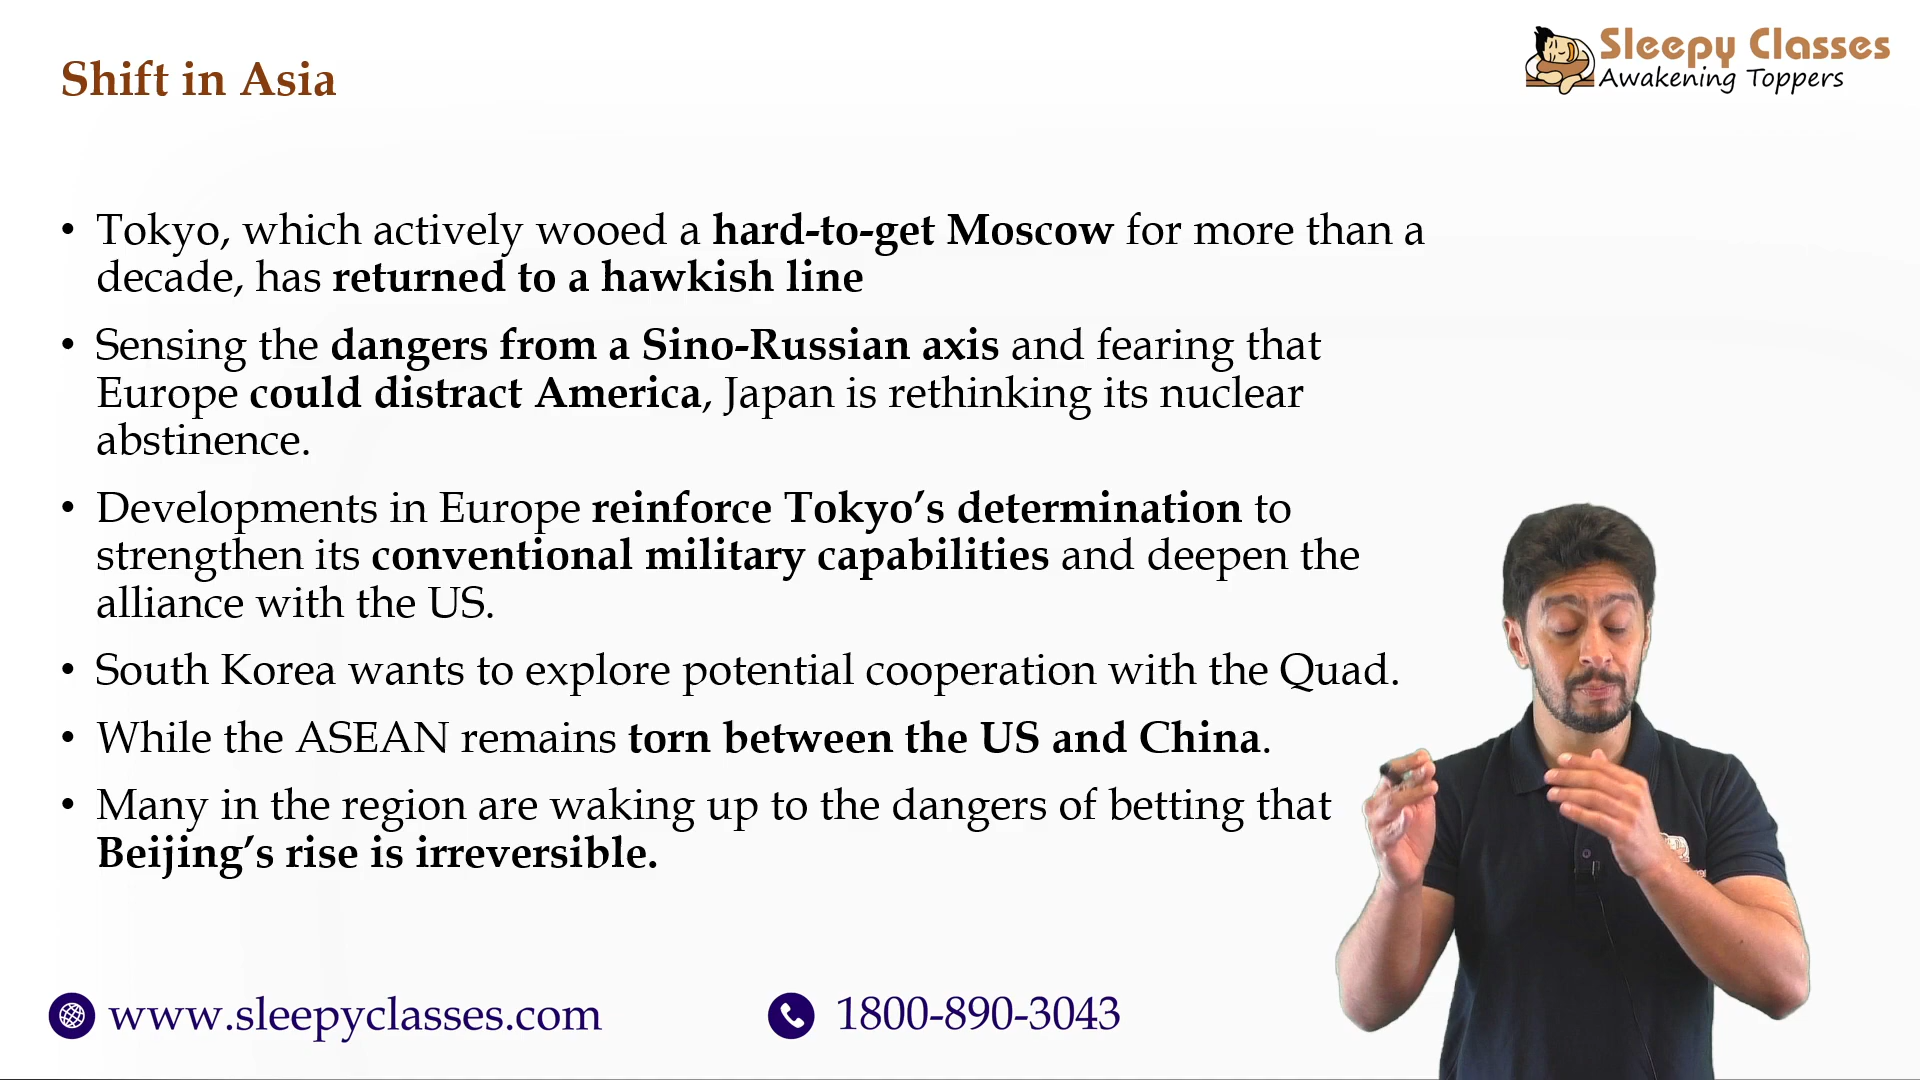 Shift in Asia
Sleepy Classes
Awakening Toppers
• Tokyo, which actively wooed a hard-to-get Moscow for more than a
decade, has returned to a hawkish line
• Sensing the dangers from a Sino-Russian axis and fearing that
Europe could distract America, Japan is rethinking its nuclear
abstinence.
• Developments in Europe reinforce Tokyo’s determination to
strengthen its conventional military capabilities and deepen the
alliance with the US.
• South Korea wants to explore potential cooperation with the Quad.
• While the ASEAN remains torn between the US and China.
• Many in the region are waking up to the dangers of betting that
Beijing’s rise is irreversible.
www.sleepyclasses.com
1800-890-3043